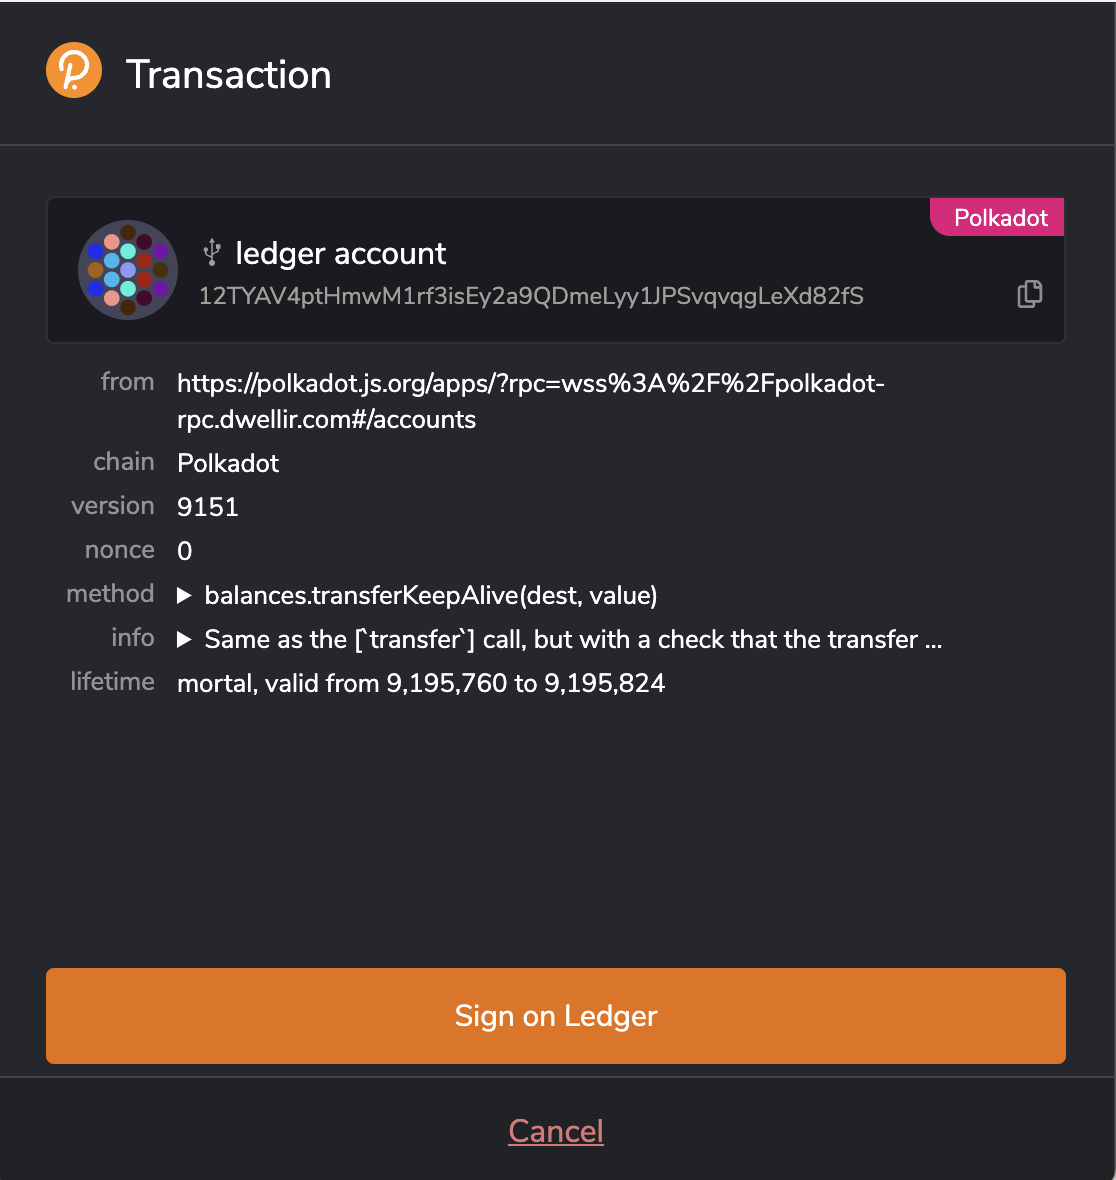 Transaction
Polkadot
ledger account
12TYAV4ptHmwM1rf3isEy2a9QDmeLyy1JPSvqvqgLeXd82fS
from https://polkadot.js.org/apps/?rpc=wss%3A%2F%2Fpolkadot-
rpc.dwellir.com#/accounts
chain Polkadot
version 9151
nonce 0
method ▶ balances.transferKeepAlive(dest, value)
info ▶ Same as the [`transfer`] call, but with a check that the transfer ...
lifetime mortal, valid from 9,195,760 to 9,195,824
Sign on Ledger
Cancel